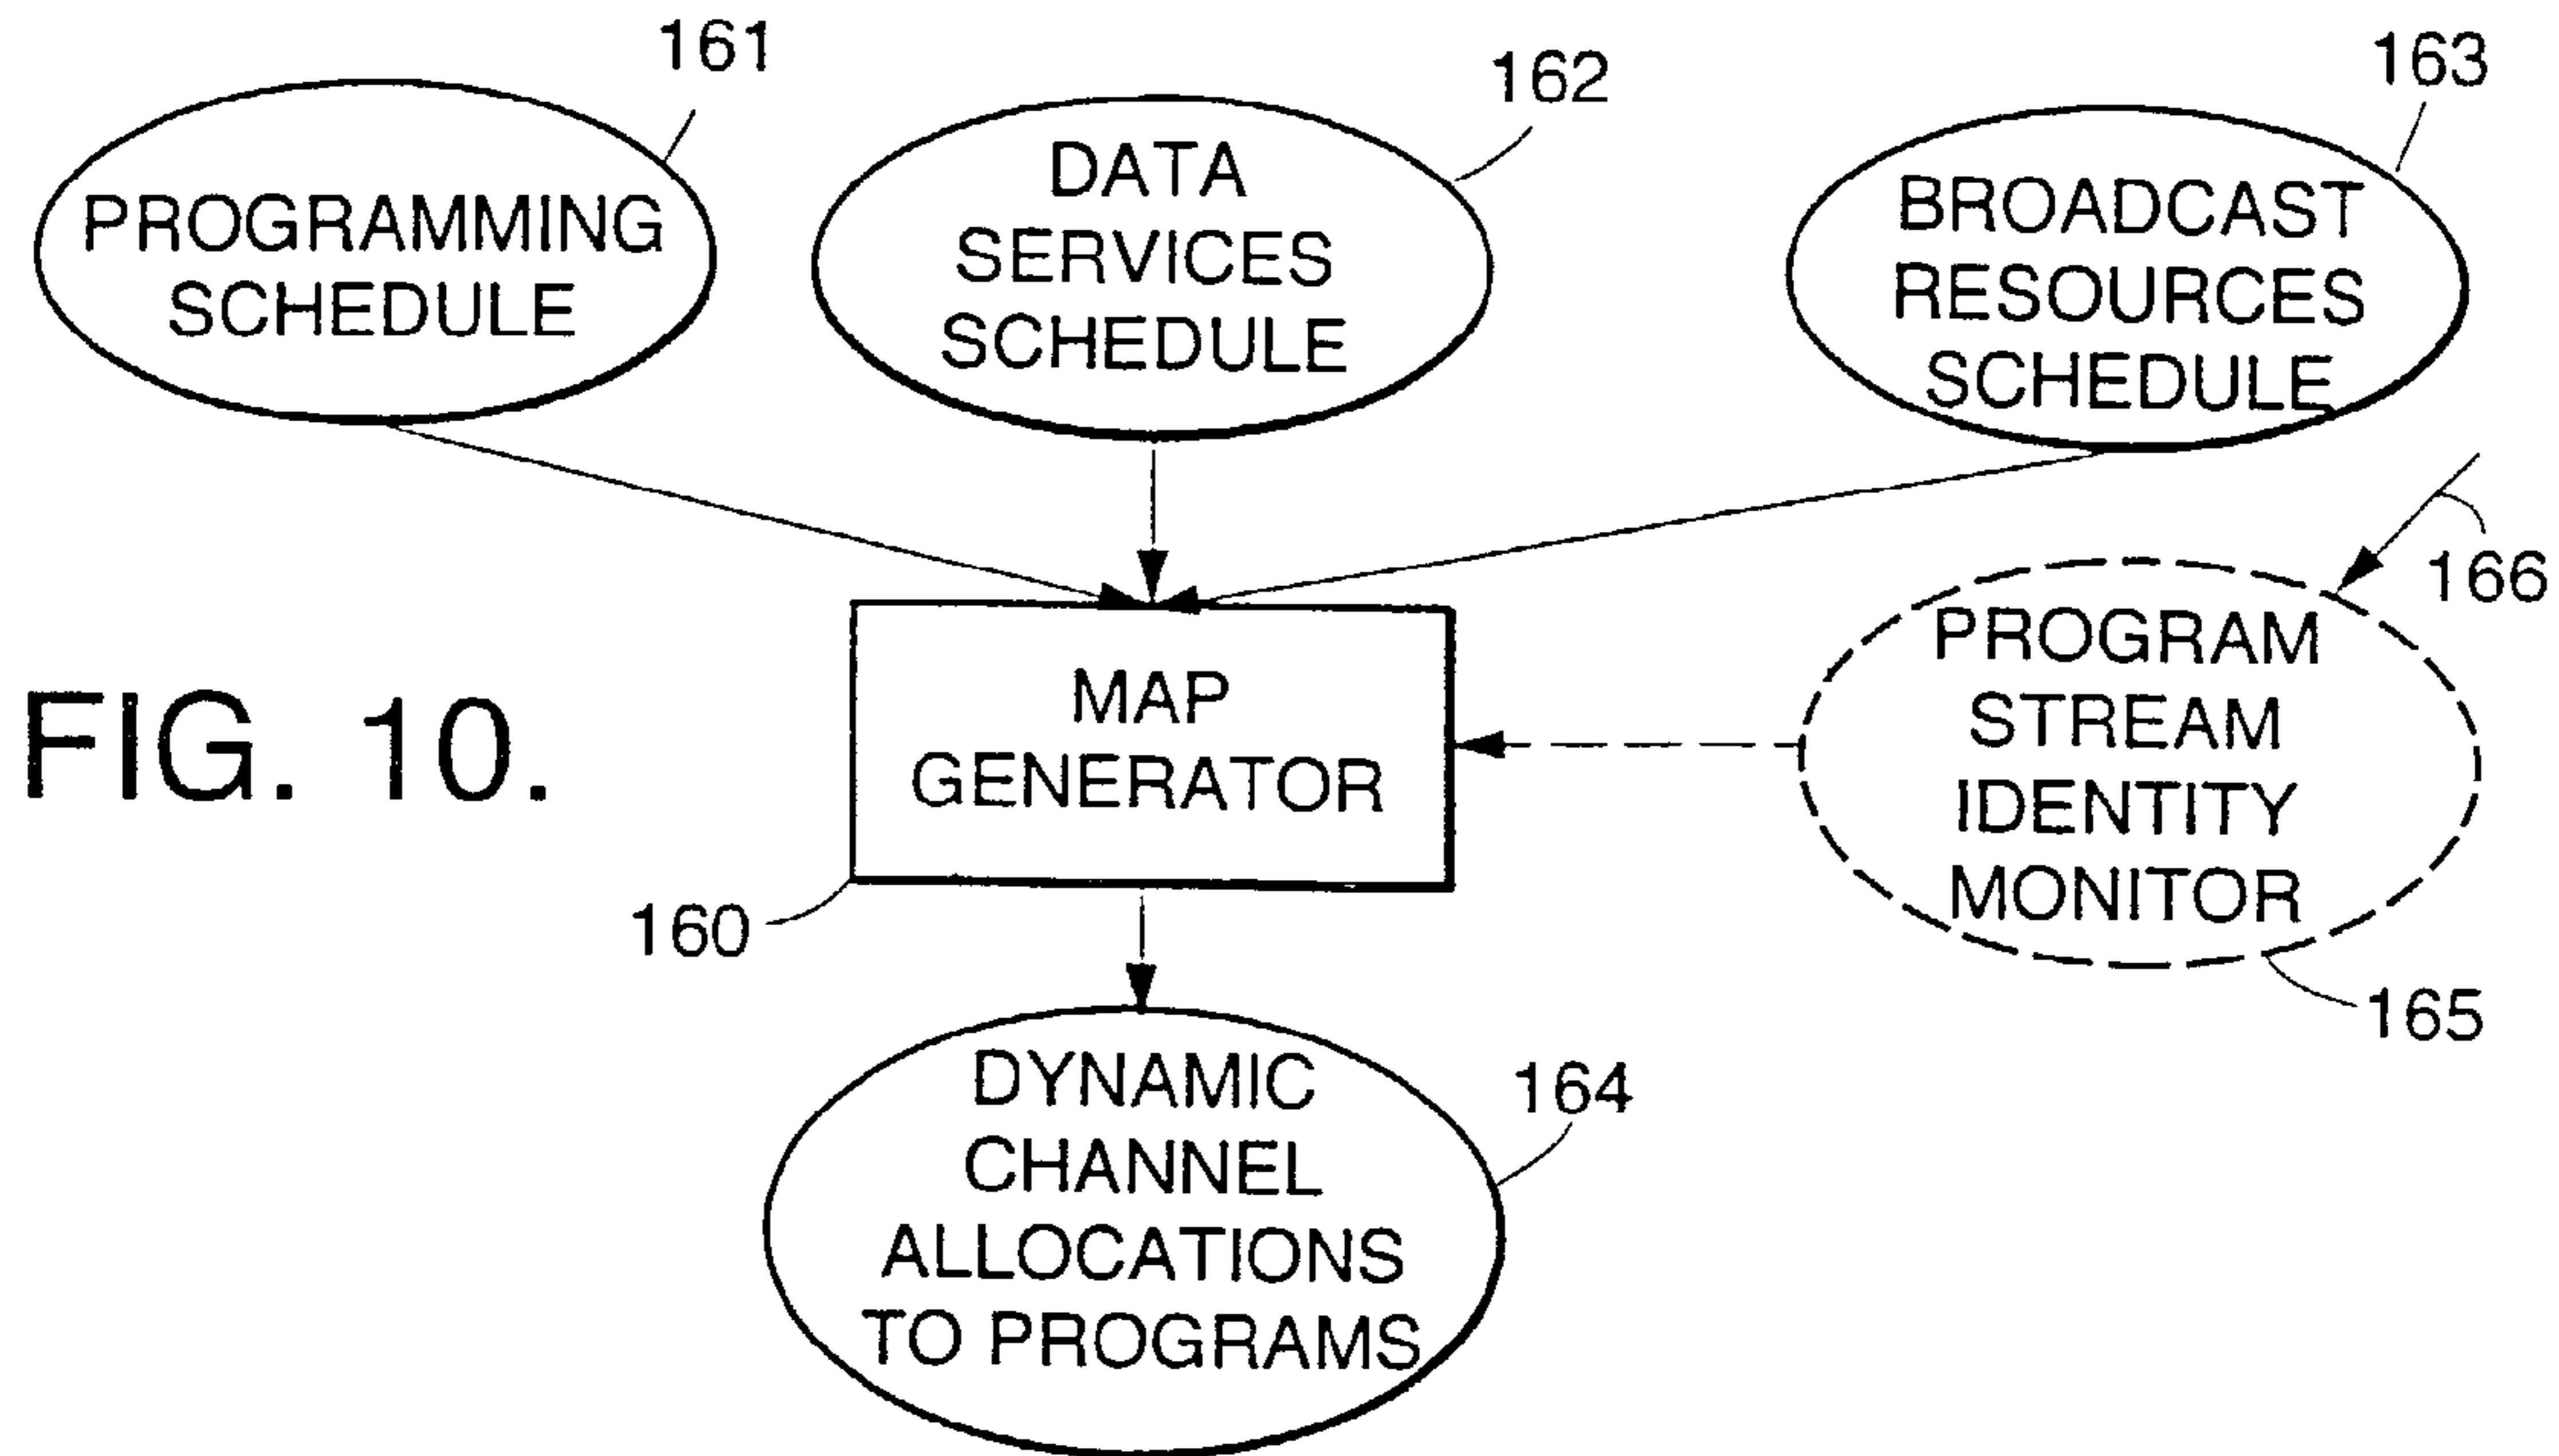 161
PROGRAMMING
SCHEDULE
162
DATA
SERVICES
SCHEDULE
163
BROADCAST
RESOURCES
SCHEDULE
166
FIG. 10.
MAP
GENERATOR
160
PROGRAM
STREAM
IDENTITY
MONITOR
165
DYNAMIC
CHANNEL
ALLOCATIONS
TO PROGRAMS
164